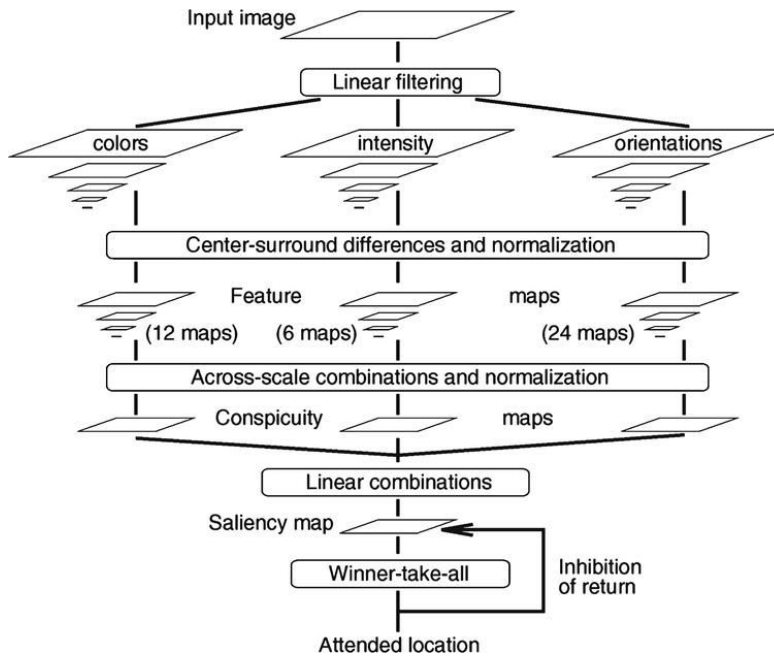 Input image
Linear filtering
colors
intensity
orientations
Center-surround differences and normalization
Feature maps
(12 maps)
(6 maps)
(24 maps)
Across-scale combinations and normalization
Conspicuity maps
Linear combinations
Saliency map
Winner-take-all
Inhibition
of return
Attended location